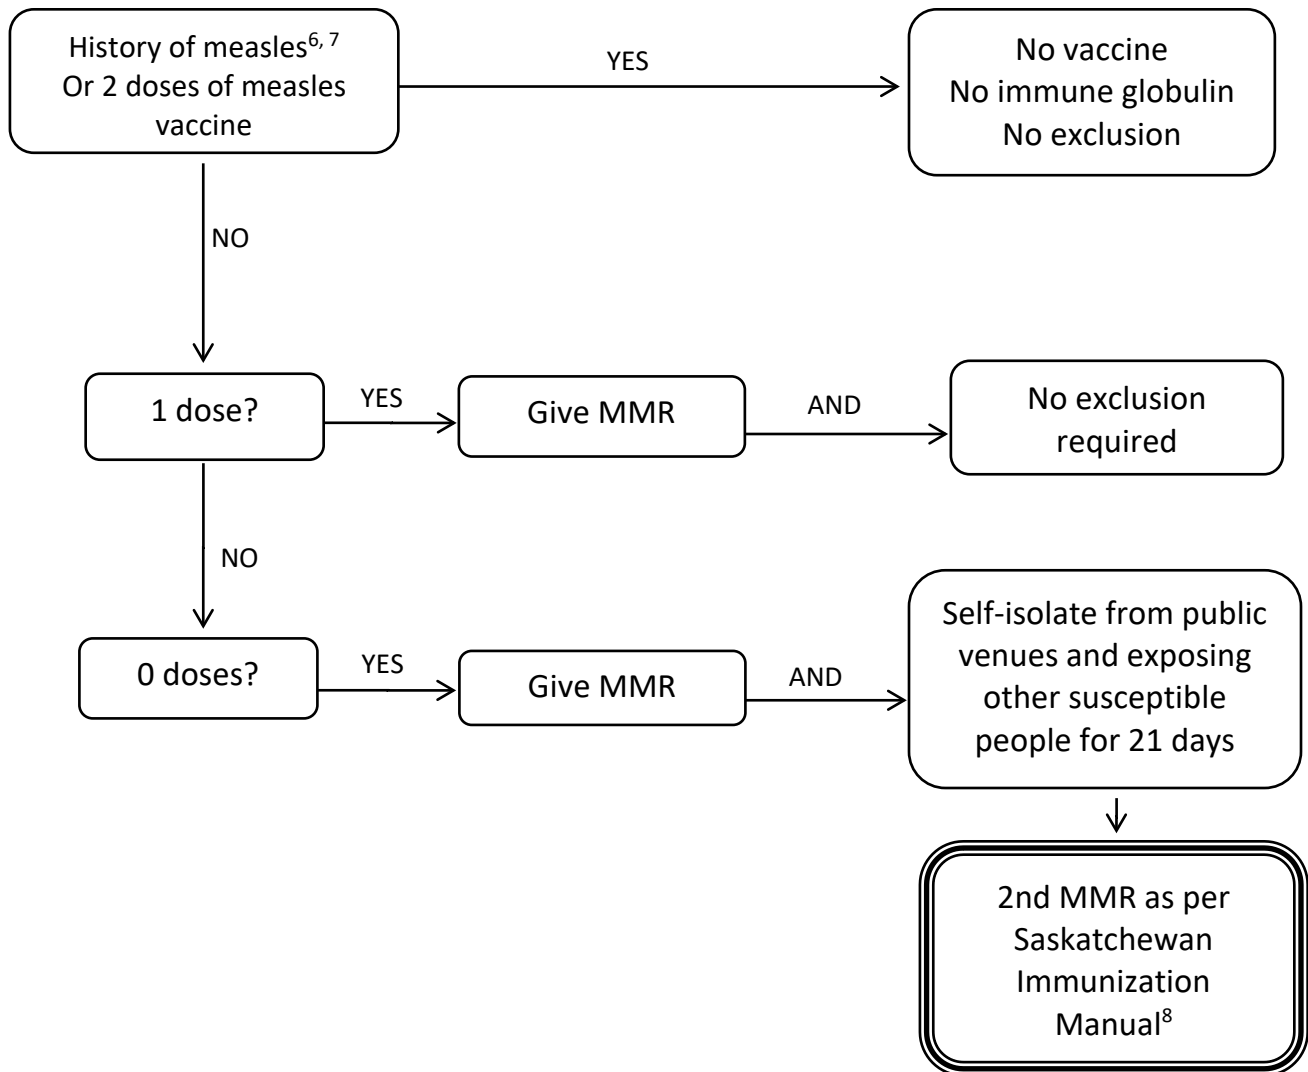 History of measles6, 7
Or 2 doses of measles
vaccine
YES
No vaccine
No immune globulin
No exclusion
NO
1 dose?
YES
Give MMR
AND
No exclusion
required
NO
0 doses?
YES
Give MMR
AND
Self-isolate from public
venues and exposing
other susceptible
people for 21 days
2nd MMR as per
Saskatchewan
Immunization
Manual8